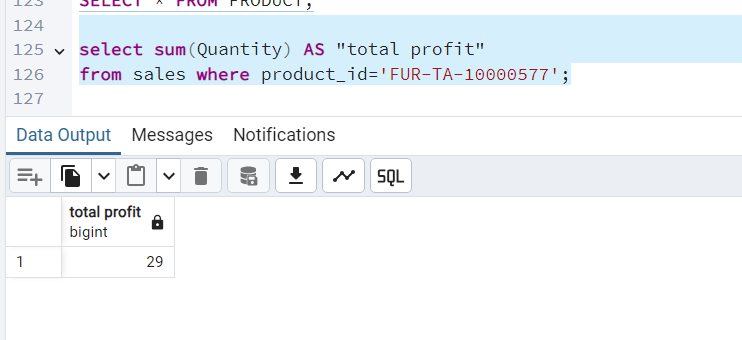 123 SELECT * FROM PRODUCT;
124
125 select sum(Quantity) AS "total profit"
126 from sales where product_id='FUR-TA-10000577';
127
Data Output Messages Notifications
SQL
total profit
bigint
1 29